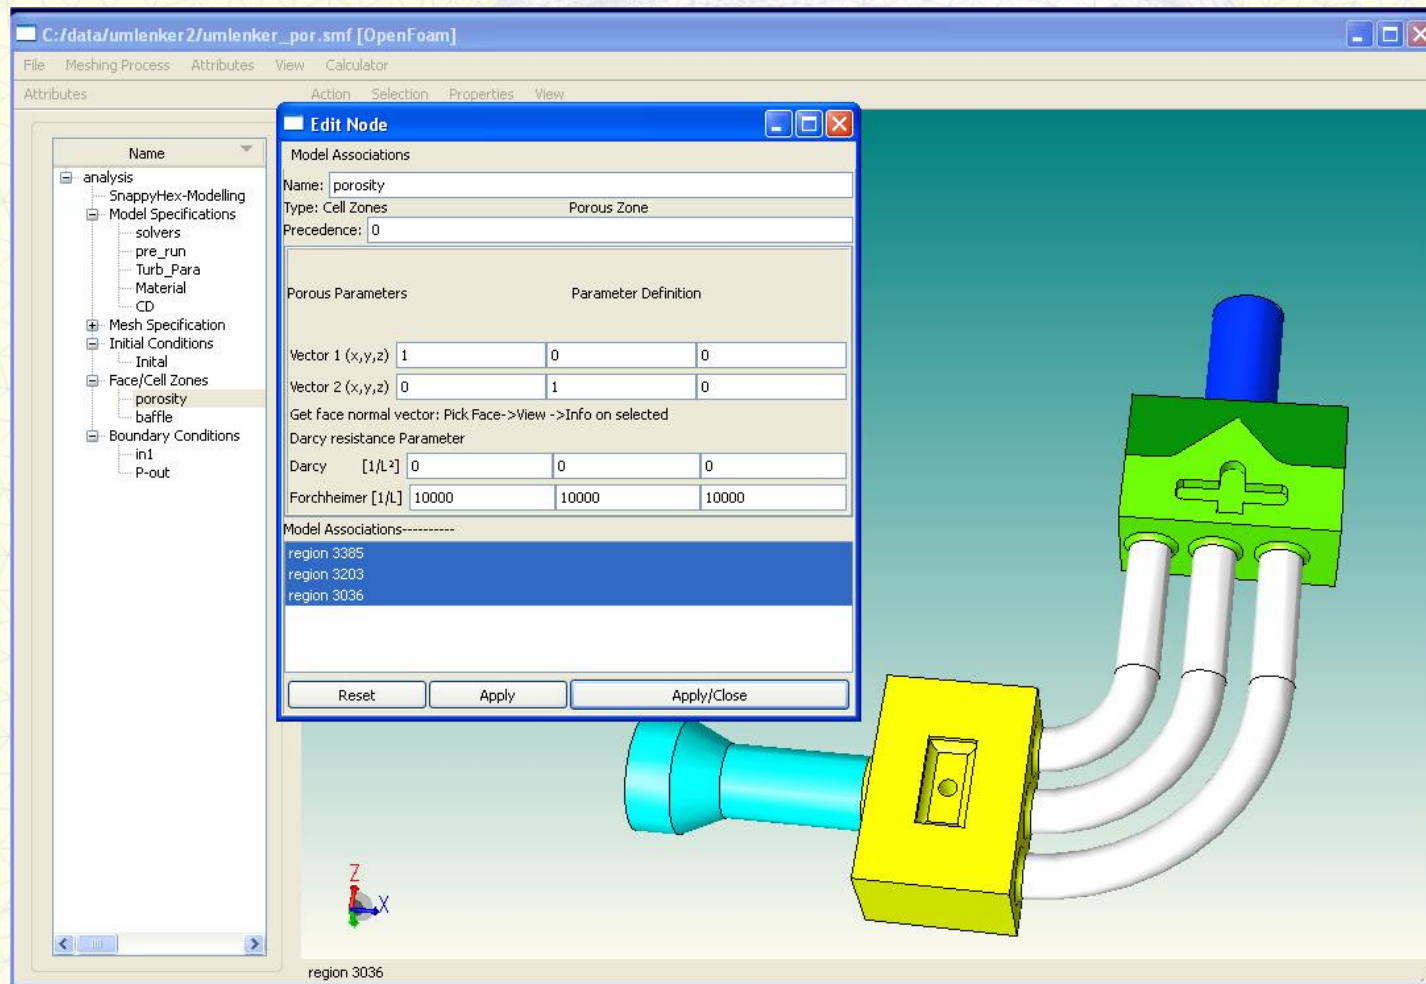 C:/data/umlenker2/umlenker_por.smf [OpenFoam]
File Meshing Process Attributes View Calculator
Attributes Action Selection Properties View
Name
analysis
SnappyHex-Modelling
Model Specifications
solvers
pre_run
Turb_Para
Material
CD
Mesh Specification
Initial Conditions
Inital
Face/Cell Zones
porosity
baffle
Boundary Conditions
in1
P-out
Edit Node
Model Associations
Name: porosity
Type: Cell Zones Porous Zone
Precedence: 0
Porous Parameters Parameter Definition
Vector 1 (x,y,z) 1 0 0
Vector 2 (x,y,z) 0 1 0
Get face normal vector: Pick Face->View ->Info on selected
Darcy resistance Parameter
Darcy [1/L²] 0 0 0
Forchheimer [1/L] 10000 10000 10000
Model Associations----------
region 3385
region 3203
region 3036
Reset Apply Apply/Close
Z
X
region 3036